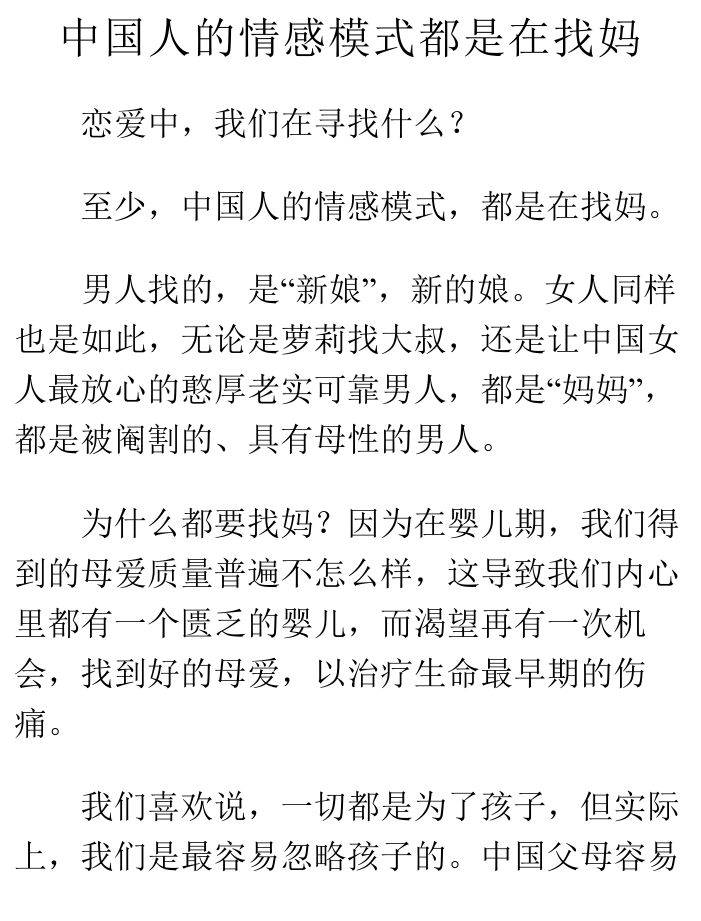 中国人的情感模式都是在找妈
恋爱中，我们在寻找什么？
至少，中国人的情感模式，都是在找妈。
男人找的，是“新娘”，新的娘。女人同样
也是如此，无论是萝莉找大叔，还是让中国女
人最放心的憨厚老实可靠男人，都是“妈妈”，
都是被阉割的、具有母性的男人。
为什么都要找妈？因为在婴儿期，我们得
到的母爱质量普遍不怎么样，这导致我们内心
里都有一个匮乏的婴儿，而渴望再有一次机
会，找到好的母爱，以治疗生命最早期的伤
痛。
我们喜欢说，一切都是为了孩子，但实际
上，我们是最容易忽略孩子的。中国父母容易